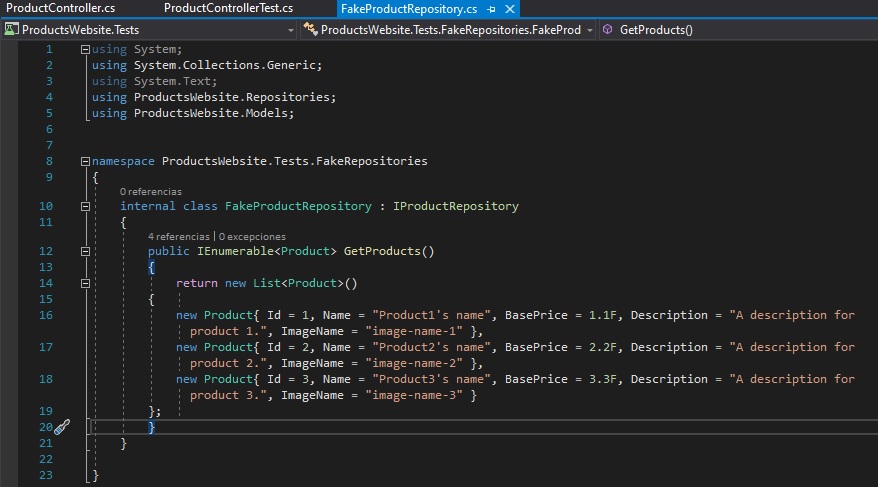 ProductController.cs ProductControllerTest.cs FakeProductRepository.cs
ProductsWebsite.Tests ProductsWebsite.Tests.FakeRepositories.FakeProd GetProducts()
1 using System;
2 using System.Collections.Generic;
3 using System.Text;
4 using ProductsWebsite.Repositories;
5 using ProductsWebsite.Models;
6
7
8 namespace ProductsWebsite.Tests.FakeRepositories
9 {
0 referencias
10 internal class FakeProductRepository : IProductRepository
11 {
4 referencias | 0 excepciones
12 public IEnumerable<Product> GetProducts()
13 {
14 return new List<Product>()
15 {
16 new Product{ Id = 1, Name = "Product1's name", BasePrice = 1.1F, Description = "A description for
product 1.", ImageName = "image-name-1" },
17 new Product{ Id = 2, Name = "Product2's name", BasePrice = 2.2F, Description = "A description for
product 2.", ImageName = "image-name-2" },
18 new Product{ Id = 3, Name = "Product3's name", BasePrice = 3.3F, Description = "A description for
product 3.", ImageName = "image-name-3" }
19 };
20 }
21 }
22
23 }